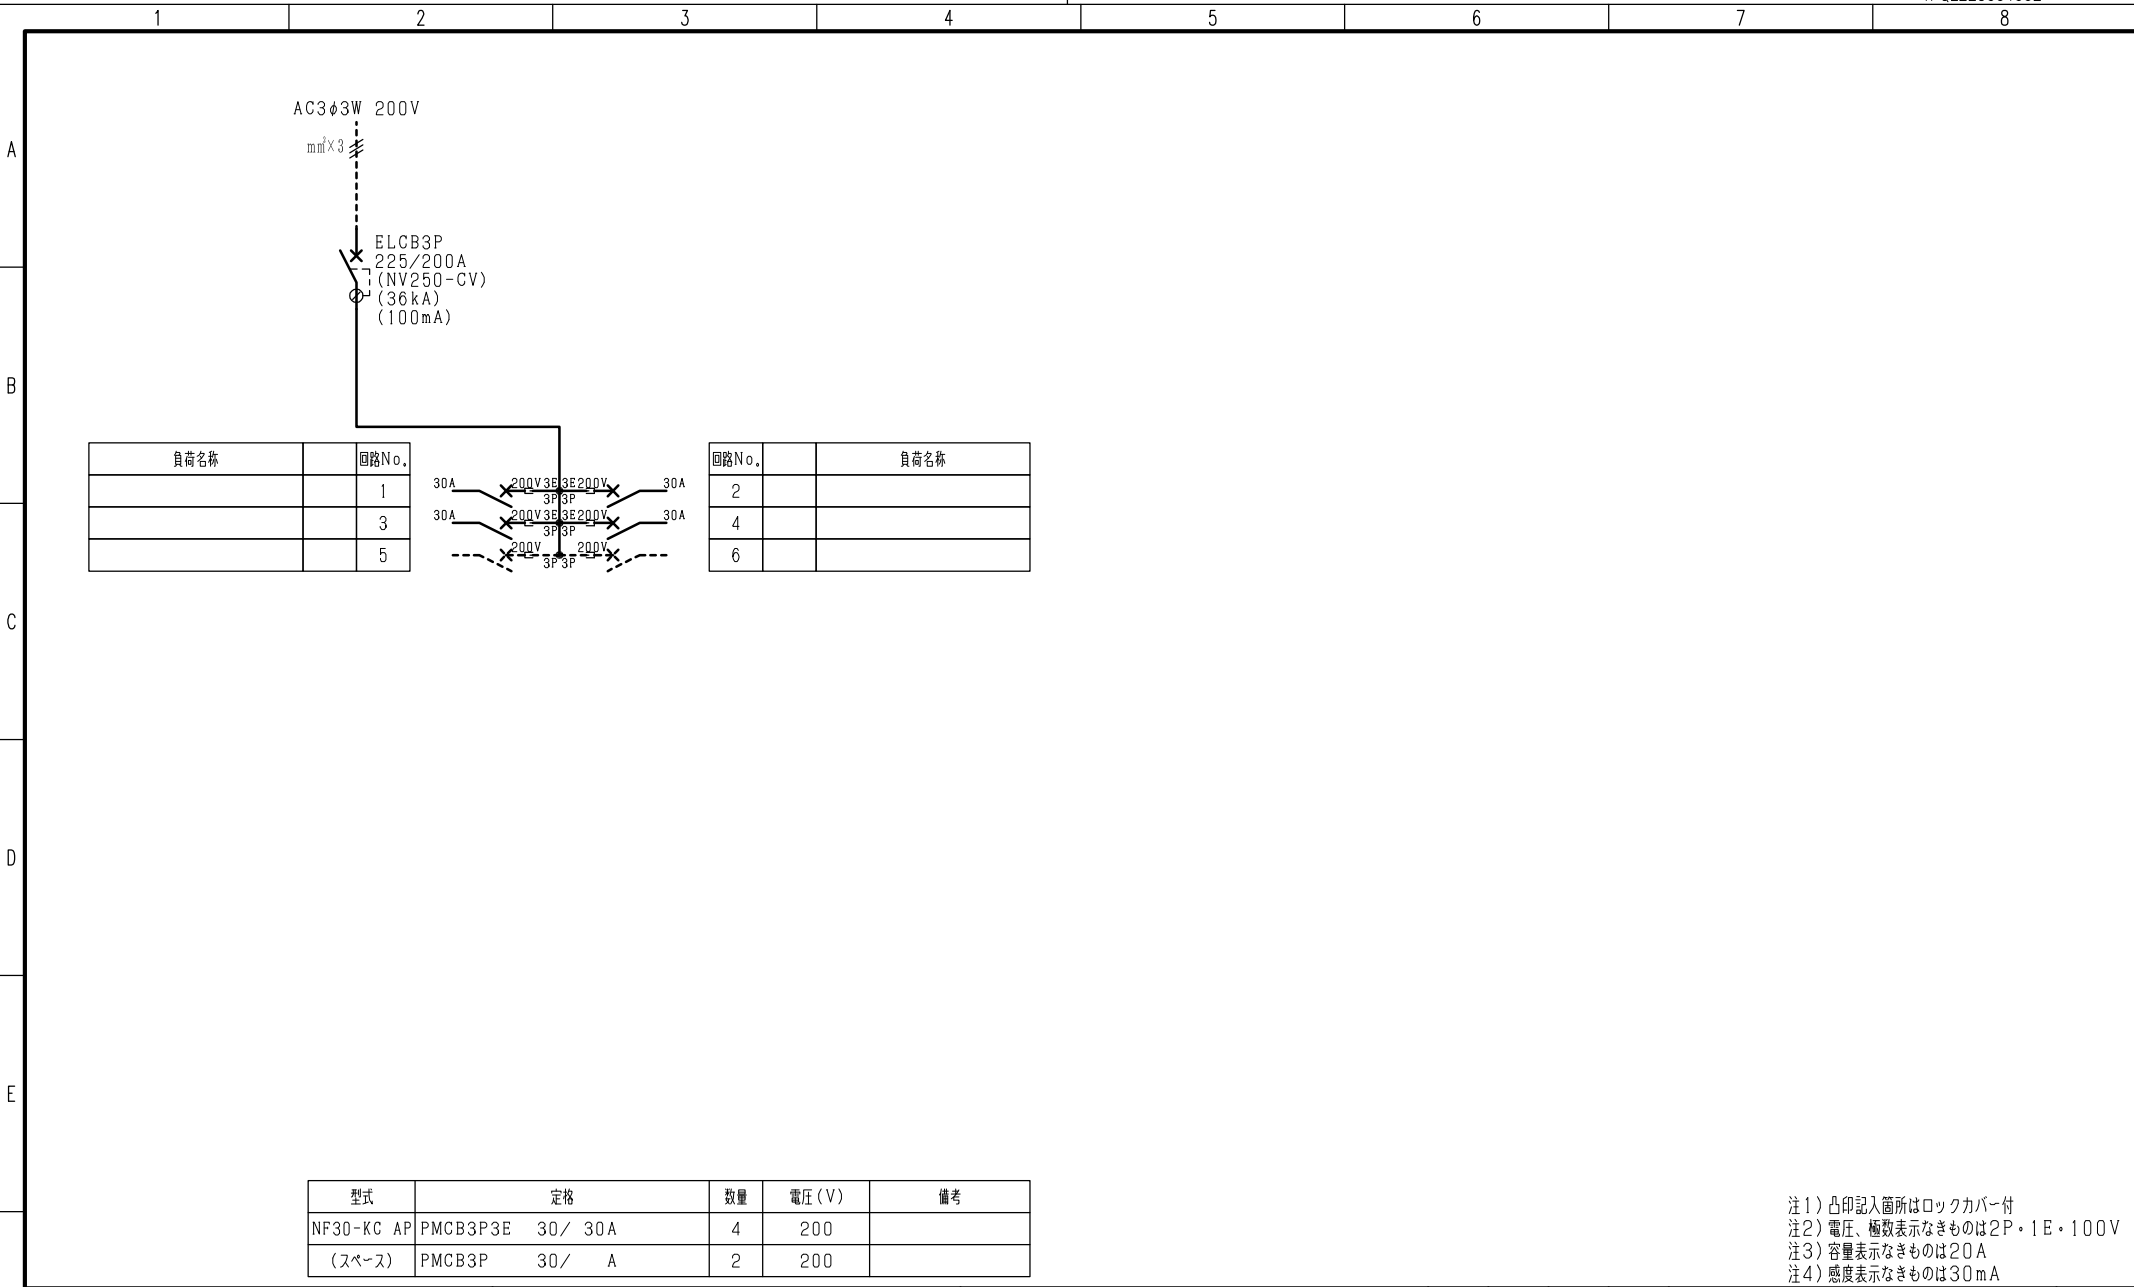 1 2 3 4 5 6 7 8
A
B
C
D
E
AC3φ3W 200V
mm²×3
ELCB3P
225/200A
(NV250-CV)
(36kA)
(100mA)
負荷名称 回路No.
1
3
5
30A 200V 3E 3E 200V 30A
3P 3P
30A 200V 3E 3E 200V 30A
3P 3P
200V 200V
3P 3P
回路No. 負荷名称
2
4
6
型式 定格 数量 電圧(V) 備考
NF30-KC AP PMCB3P3E 30/ 30A 4 200
(スペース) PMCB3P 30/ A 2 200
注1)凸印記入箇所はロックカバー付
注2)電圧、極数表示なきものは2P・1E・100V
注3)容量表示なきものは20A
注4)感度表示なきものは30mA